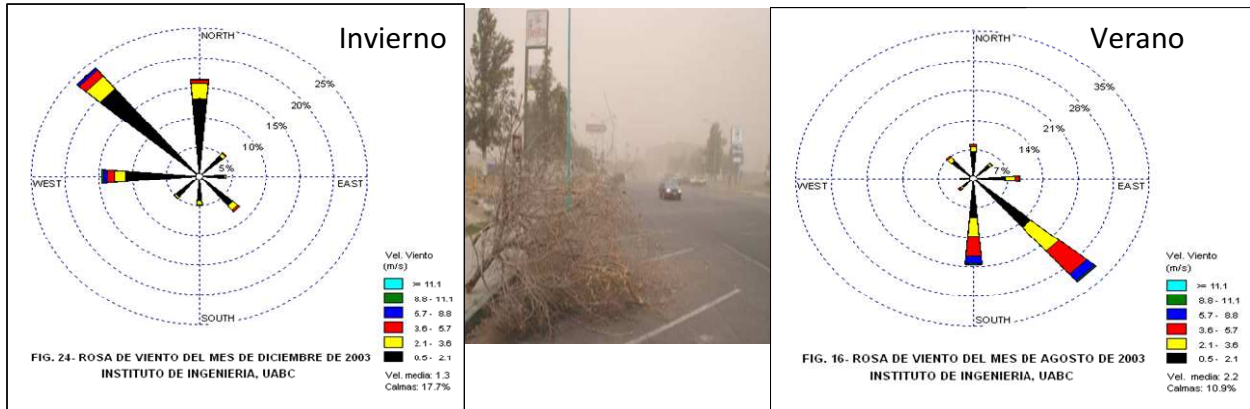 Invierno
NORTH
25%
20%
15%
10%
5%
WEST
EAST
SOUTH
Vel. Viento
(m/s)
>= 11.1
8.8 - 11.1
5.7 - 8.8
3.6 - 5.7
2.1 - 3.6
0.5 - 2.1
FIG. 24- ROSA DE VIENTO DEL MES DE DICIEMBRE DE 2003
INSTITUTO DE INGENIERIA, UABC
Vel. media: 1.3
Calmas: 17.7%
Verano
NORTH
35%
28%
21%
14%
7%
WEST
EAST
SOUTH
Vel. Viento
(m/s)
>= 11.1
8.8 - 11.1
5.7 - 8.8
3.6 - 5.7
2.1 - 3.6
0.5 - 2.1
FIG. 16- ROSA DE VIENTO DEL MES DE AGOSTO DE 2003
INSTITUTO DE INGENIERIA, UABC
Vel. media: 2.2
Calmas: 10.9%